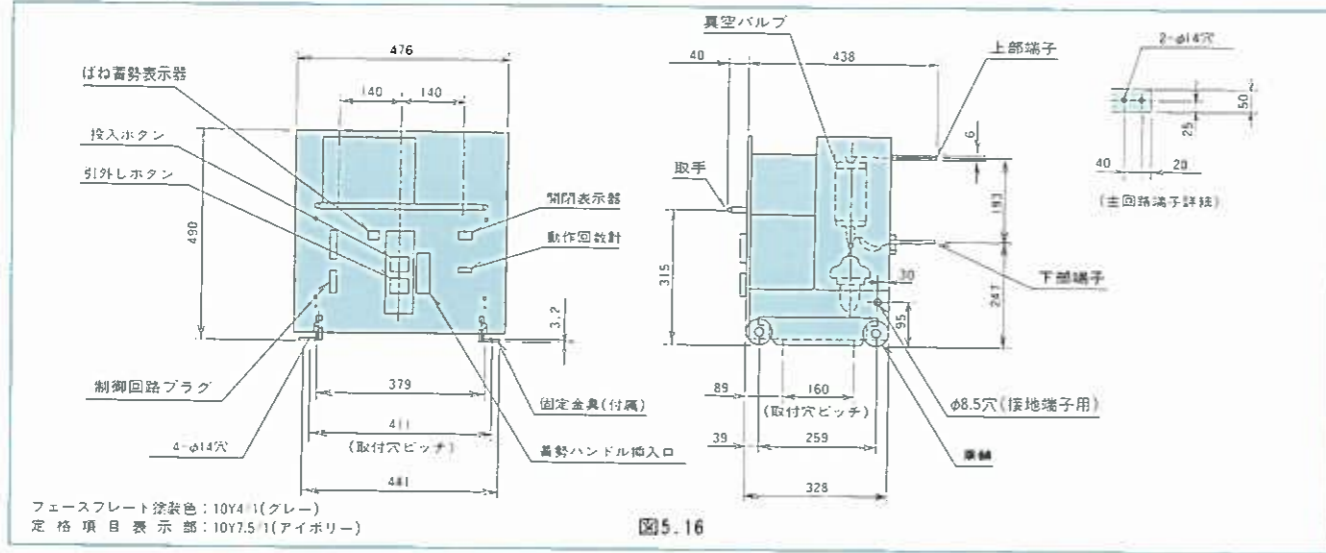 476
ばね蓄勢表示器
140
140
投入ボタン
引外しボタン
490
開閉表示器
動作回数計
3.2
制御回路プラグ
379
固定金具(付属)
411
4-φ14穴
(取付穴ピッチ)
蓄勢ハンドル挿入口
441
フェースプレート塗装色:10Y4/1(グレー)
定格項目表示部:10Y7.5/1(アイボリー)
真空バルブ
40
438
上部端子
6
取手
193
315
30
下部端子
247
95
89
160
(取付穴ピッチ)
φ8.5穴(接地端子用)
39
259
車輪
328
2-φ14穴
50
25
40
20
(主回路端子詳細)
図5.16